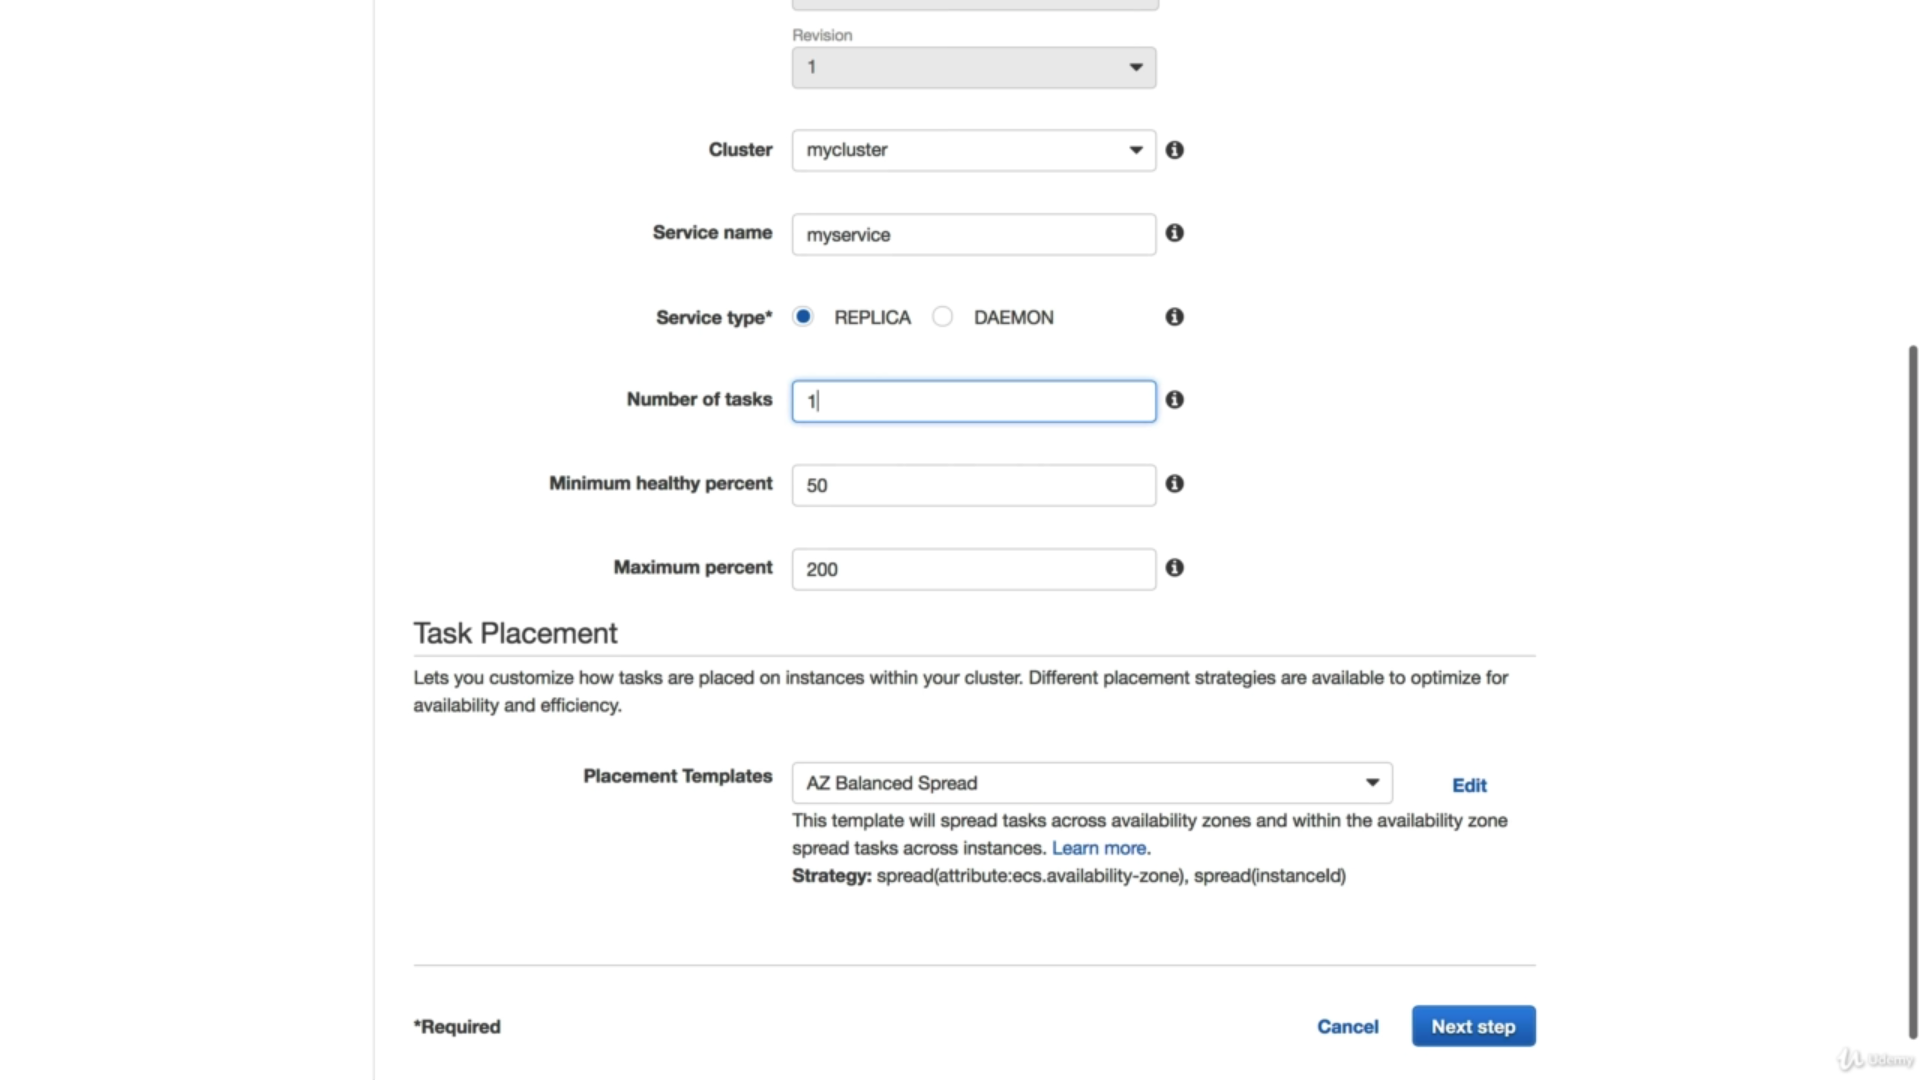 Revision
1
Cluster
mycluster
Service name
myservice
Service type*
REPLICA
DAEMON
Number of tasks
1
Minimum healthy percent
50
Maximum percent
200
Task Placement
Lets you customize how tasks are placed on instances within your cluster. Different placement strategies are available to optimize for
availability and efficiency.
Placement Templates
AZ Balanced Spread
Edit
This template will spread tasks across availability zones and within the availability zone
spread tasks across instances. Learn more.
Strategy: spread(attribute:ecs.availability-zone), spread(instanceId)
*Required
Cancel
Next step
Udemy